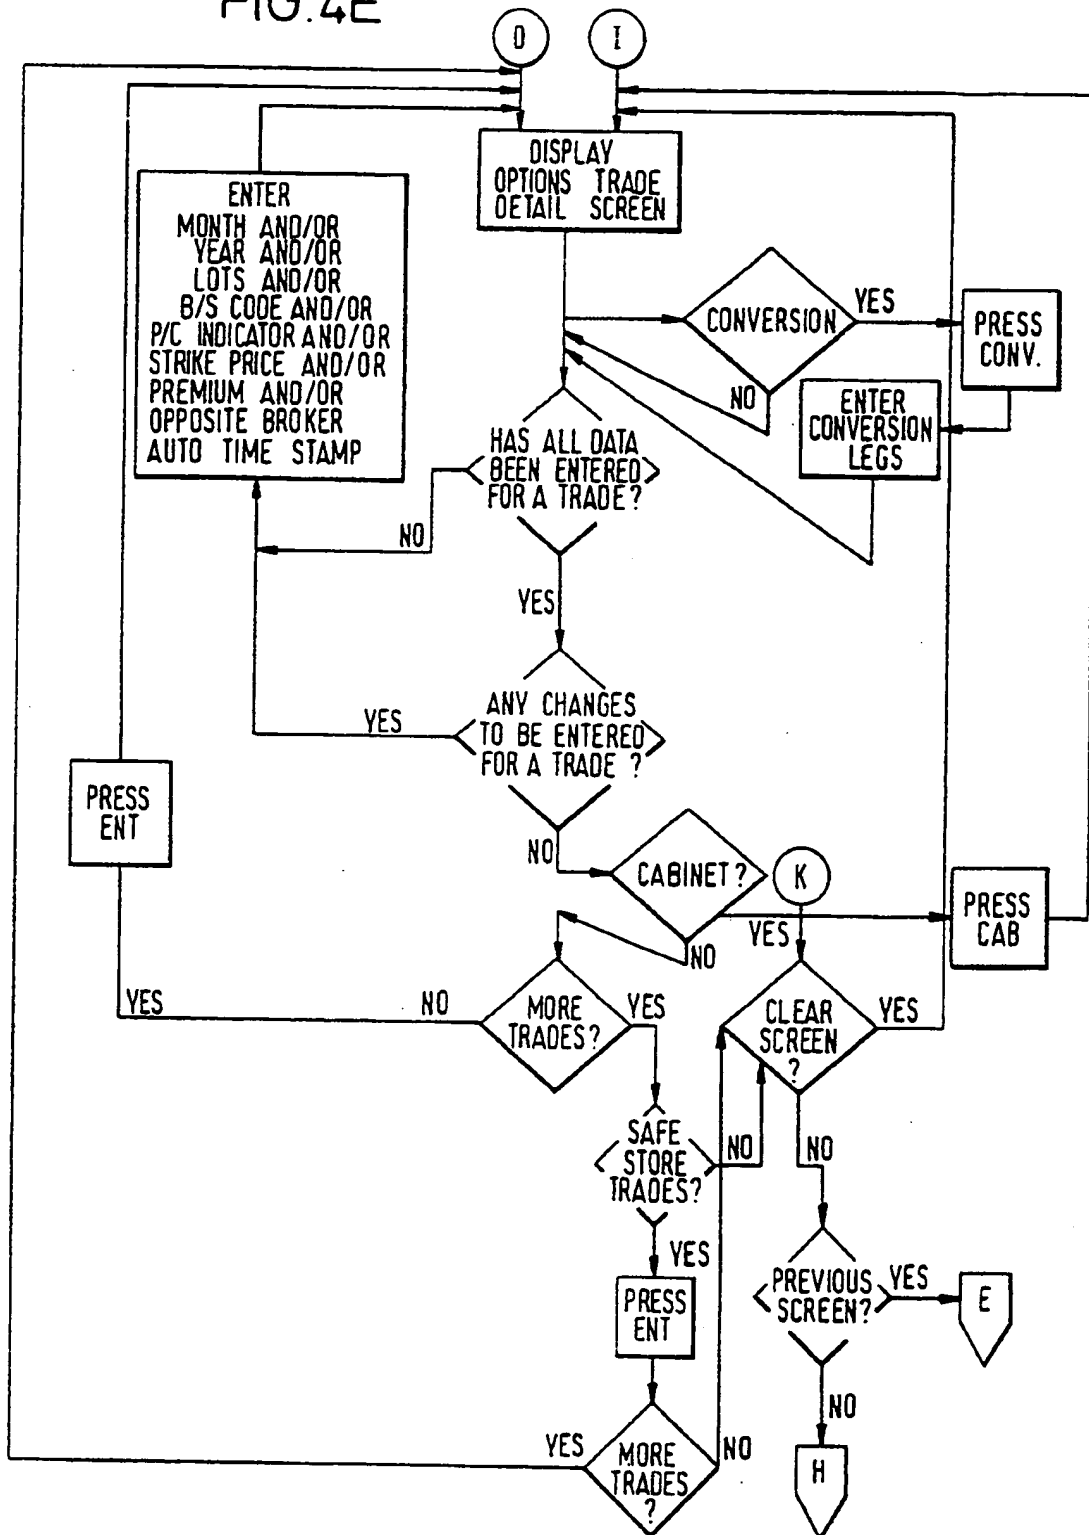 FIG.4E
D
I
DISPLAY
OPTIONS TRADE
DETAIL SCREEN
ENTER
MONTH AND/OR
YEAR AND/OR
LOTS AND/OR
B/S CODE AND/OR
P/C INDICATOR AND/OR
STRIKE PRICE AND/OR
PREMIUM AND/OR
OPPOSITE BROKER
AUTO TIME STAMP
CONVERSION
YES
PRESS
CONV.
NO
ENTER
CONVERSION
LEGS
HAS ALL DATA
BEEN ENTERED
FOR A TRADE?
NO
YES
ANY CHANGES
TO BE ENTERED
FOR A TRADE ?
YES
PRESS
ENT
NO
CABINET?
K
YES
PRESS
CAB
NO
YES
NO
MORE
TRADES?
YES
CLEAR
SCREEN
?
YES
SAFE
STORE
TRADES?
NO
NO
YES
PRESS
ENT
PREVIOUS
SCREEN?
YES
E
NO
YES
MORE
TRADES
?
NO
H